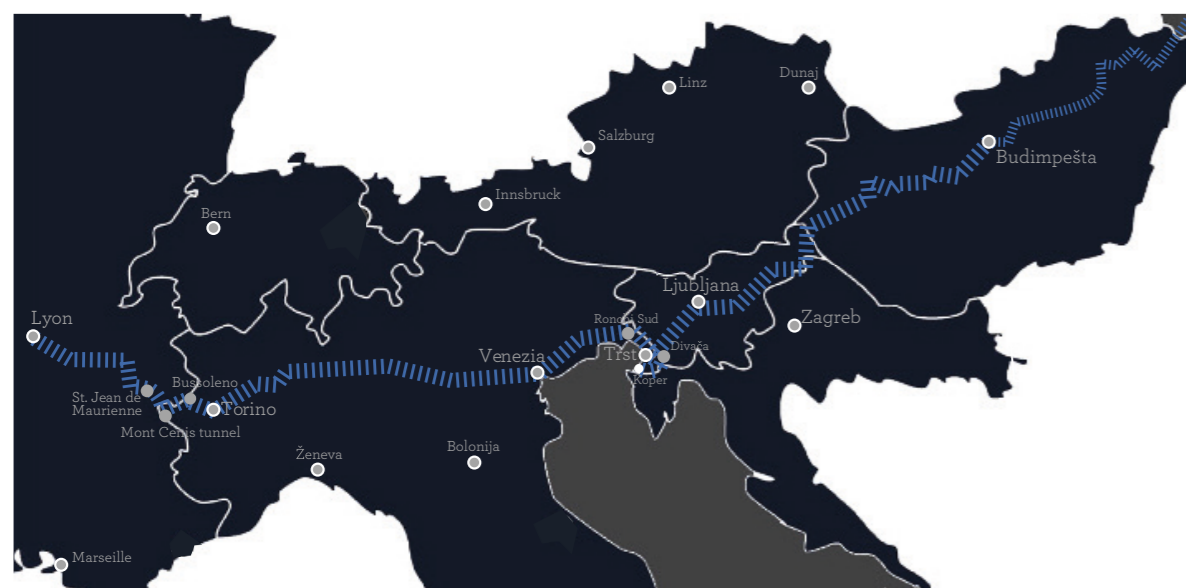 Linz
Dunaj
Salzburg
Budimpešta
Innsbruck
Bern
Ljubljana
Lyon
Ronchi Sud
Zagreb
Venezia
Trst
Divača
Koper
Bussoleno
St. Jean de
Maurienne
Torino
Mont Cenis tunnel
Ženeva
Bolonija
Marseille